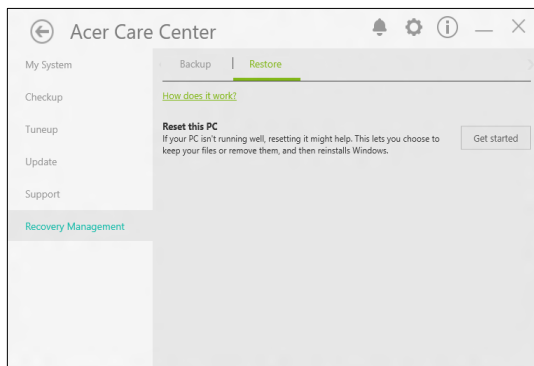 Acer Care Center
My System
Checkup
Tuneup
Update
Support
Recovery Management
Backup
Restore
How does it work?
Reset this PC
If your PC isn't running well, resetting it might help. This lets you choose to
keep your files or remove them, and then reinstalls Windows.
Get started